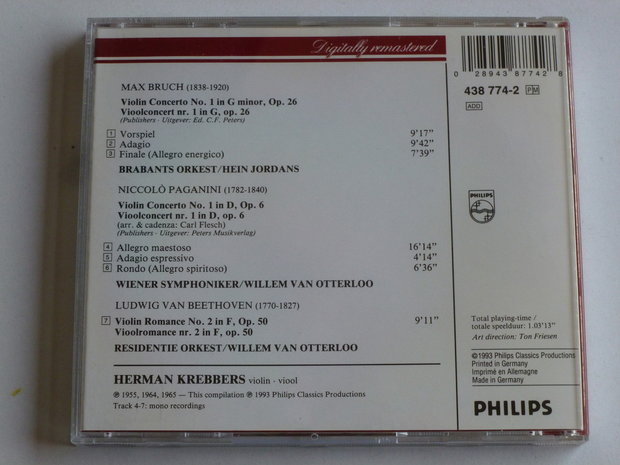 Digitally remastered
MAX BRUCH (1838-1920)
Violin Concerto No. 1 in G minor, Op. 26
Vioolconcert nr. 1 in G, op. 26
(Publishers · Uitgever: Ed. C.F. Peters)
1 Vorspiel 9'17"
2 Adagio 9'42"
3 Finale (Allegro energico) 7'39"
BRABANTS ORKEST/HEIN JORDANS
NICCOLÒ PAGANINI (1782-1840)
Violin Concerto No. 1 in D, Op. 6
Vioolconcert nr. 1 in D, op. 6
(arr. & cadenza: Carl Flesch)
(Publishers · Uitgever: Peters Musikverlag)
4 Allegro maestoso 16'14"
5 Adagio espressivo 4'14"
6 Rondo (Allegro spiritoso) 6'36"
WIENER SYMPHONIKER/WILLEM VAN OTTERLOO
LUDWIG VAN BEETHOVEN (1770-1827)
7 Violin Romance No. 2 in F, Op. 50 9'11"
Vioolromance nr. 2 in F, op. 50
RESIDENTIE ORKEST/WILLEM VAN OTTERLOO
HERMAN KREBBERS violin · viool
℗ 1955, 1964, 1965 — This compilation ℗ 1993 Philips Classics Productions
Track 4-7: mono recordings
0 28943 87742 8
438 774-2 PM
ADD
PHILIPS
Total playing-time /
totale speelduur: 1.03'13"
Art direction: Ton Friesen
©1993 Philips Classics Productions
Printed in Germany
Imprimé en Allemagne
Made in Germany
PHILIPS